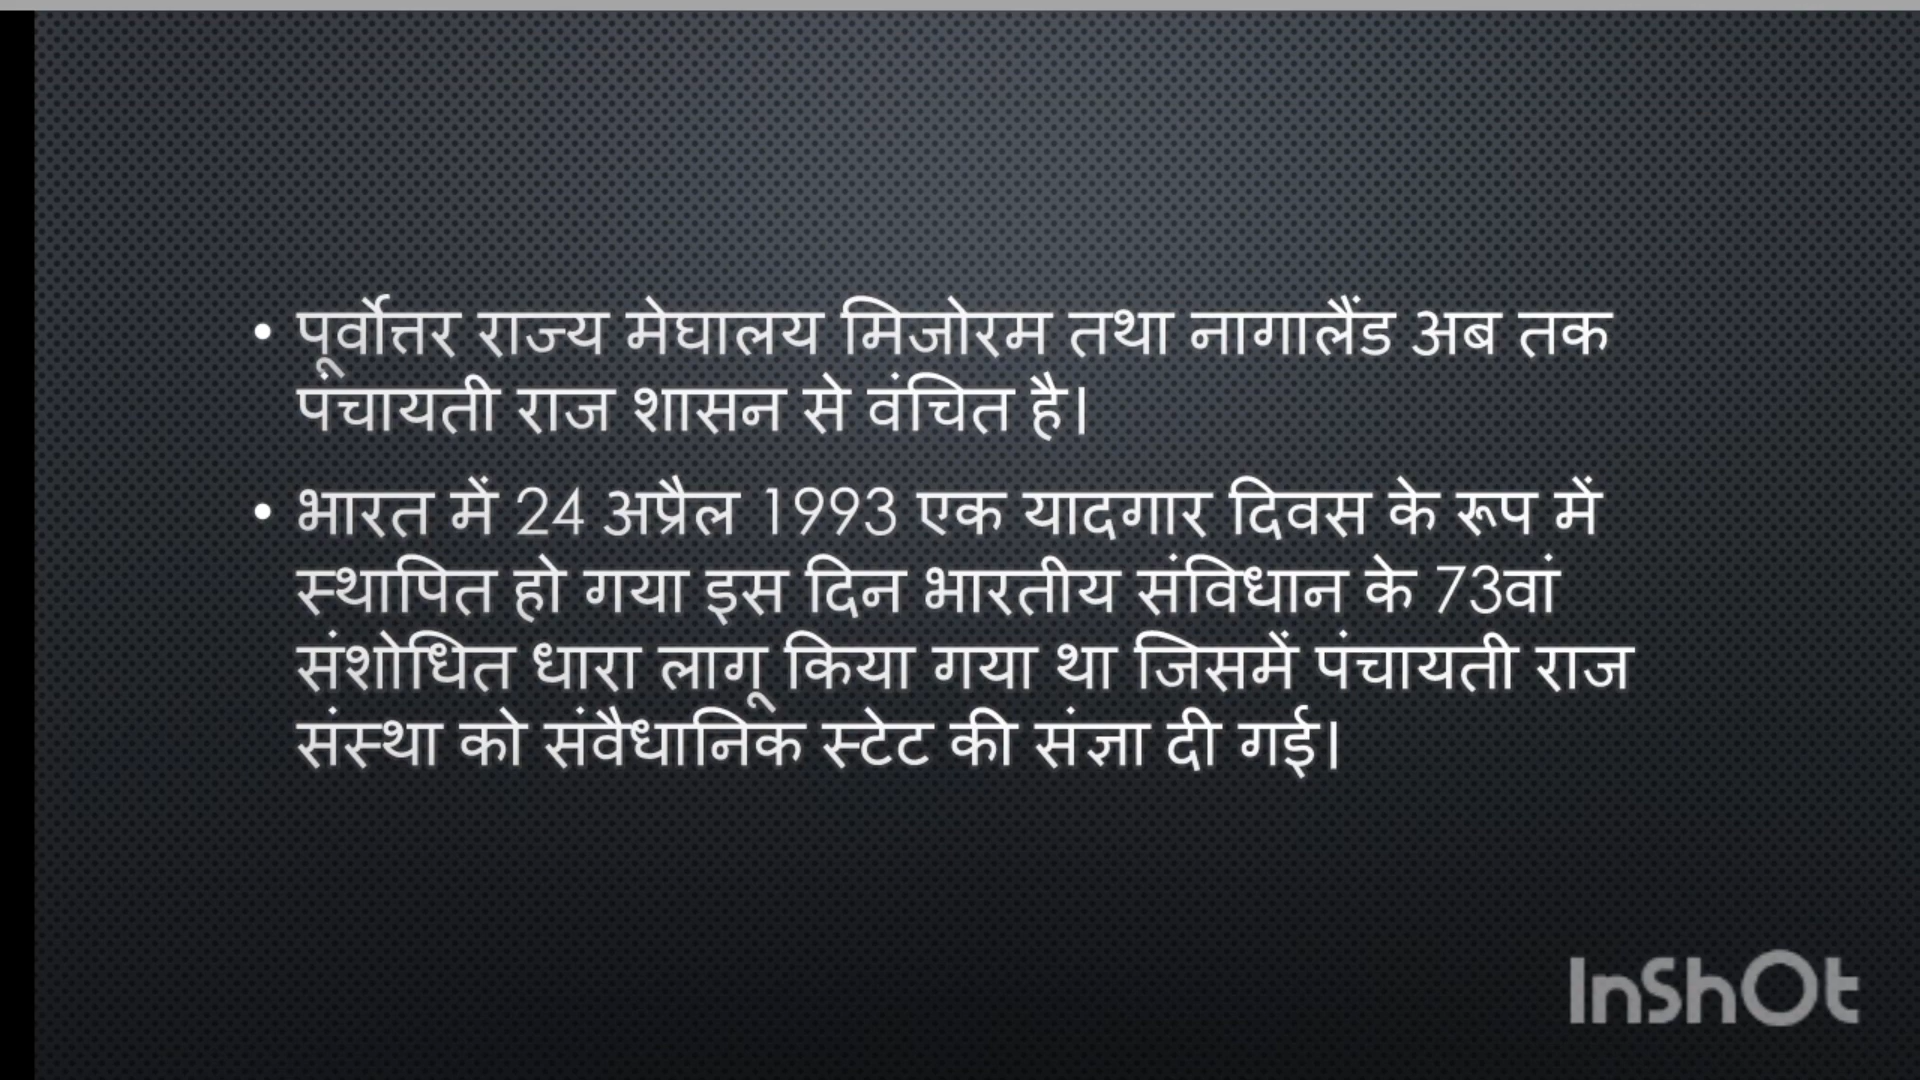 • पूर्वोत्तर राज्य मेघालय मिजोरम तथा नागालैंड अब तक
पंचायती राज शासन से वंचित है।
• भारत में 24 अप्रैल 1993 एक यादगार दिवस के रूप में
स्थापित हो गया इस दिन भारतीय संविधान के 73वां
संशोधित धारा लागू किया गया था जिसमें पंचायती राज
संस्था को संवैधानिक स्टेट की संज्ञा दी गई।
InShOt